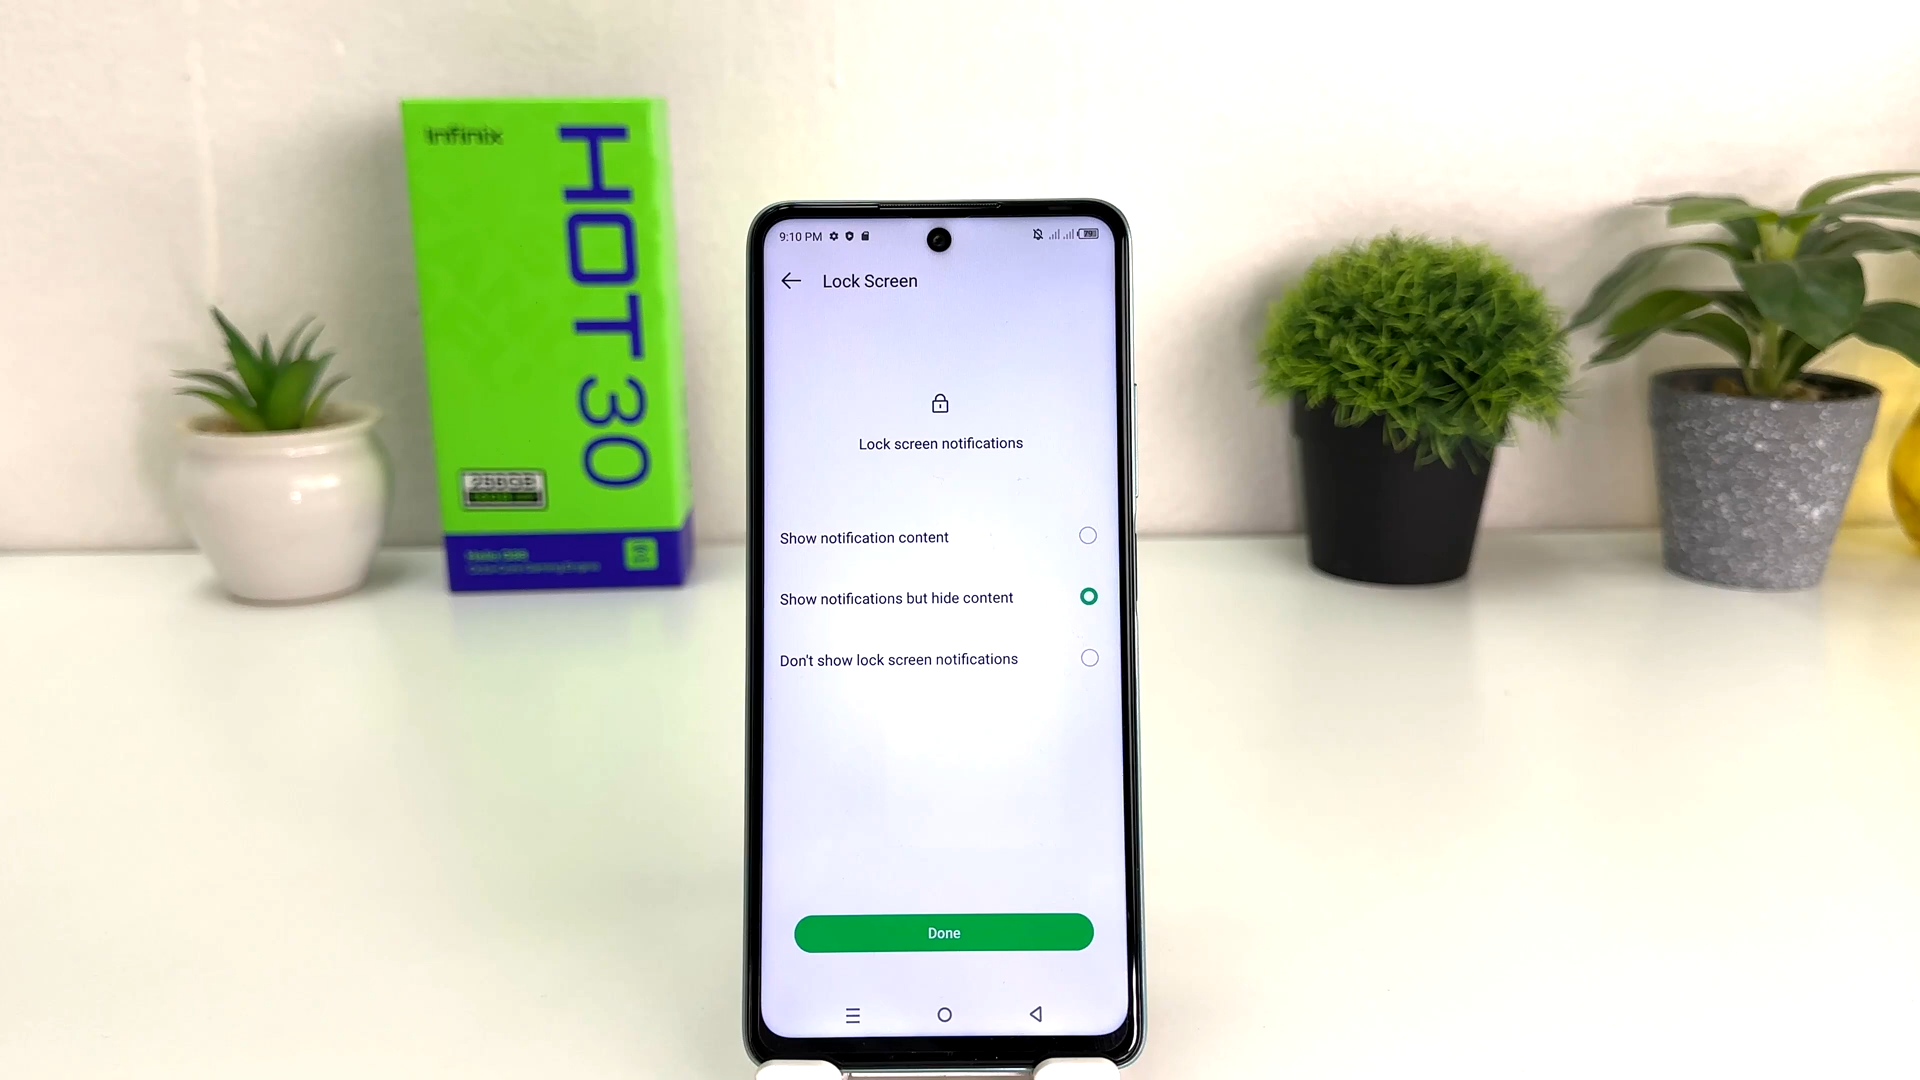 Infinix
HOT 30
256GB
9:10 PM
Lock Screen
Lock screen notifications
Show notification content
Show notifications but hide content
Don't show lock screen notifications
Done